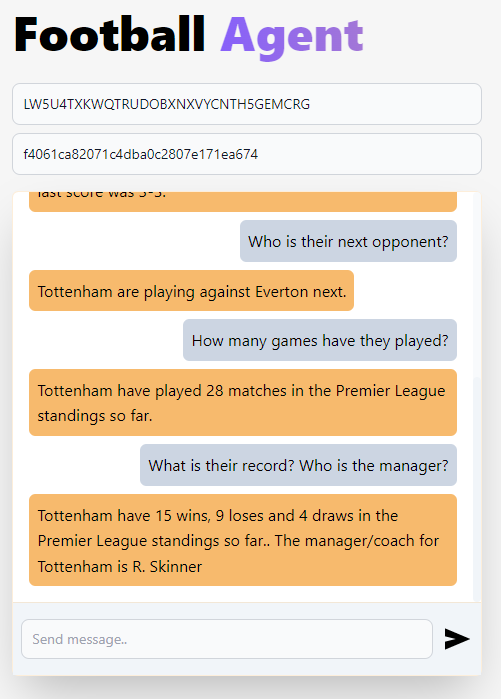 Football Agent
LW5U4TXKWQTRUDOBXNXVYCNTH5GEMCRG
f4061ca82071c4dba0c2807e171ea674
last score was 3-3.
Who is their next opponent?
Tottenham are playing against Everton next.
How many games have they played?
Tottenham have played 28 matches in the Premier League
standings so far.
What is their record? Who is the manager?
Tottenham have 15 wins, 9 loses and 4 draws in the
Premier League standings so far.. The manager/coach for
Tottenham is R. Skinner
Send message..